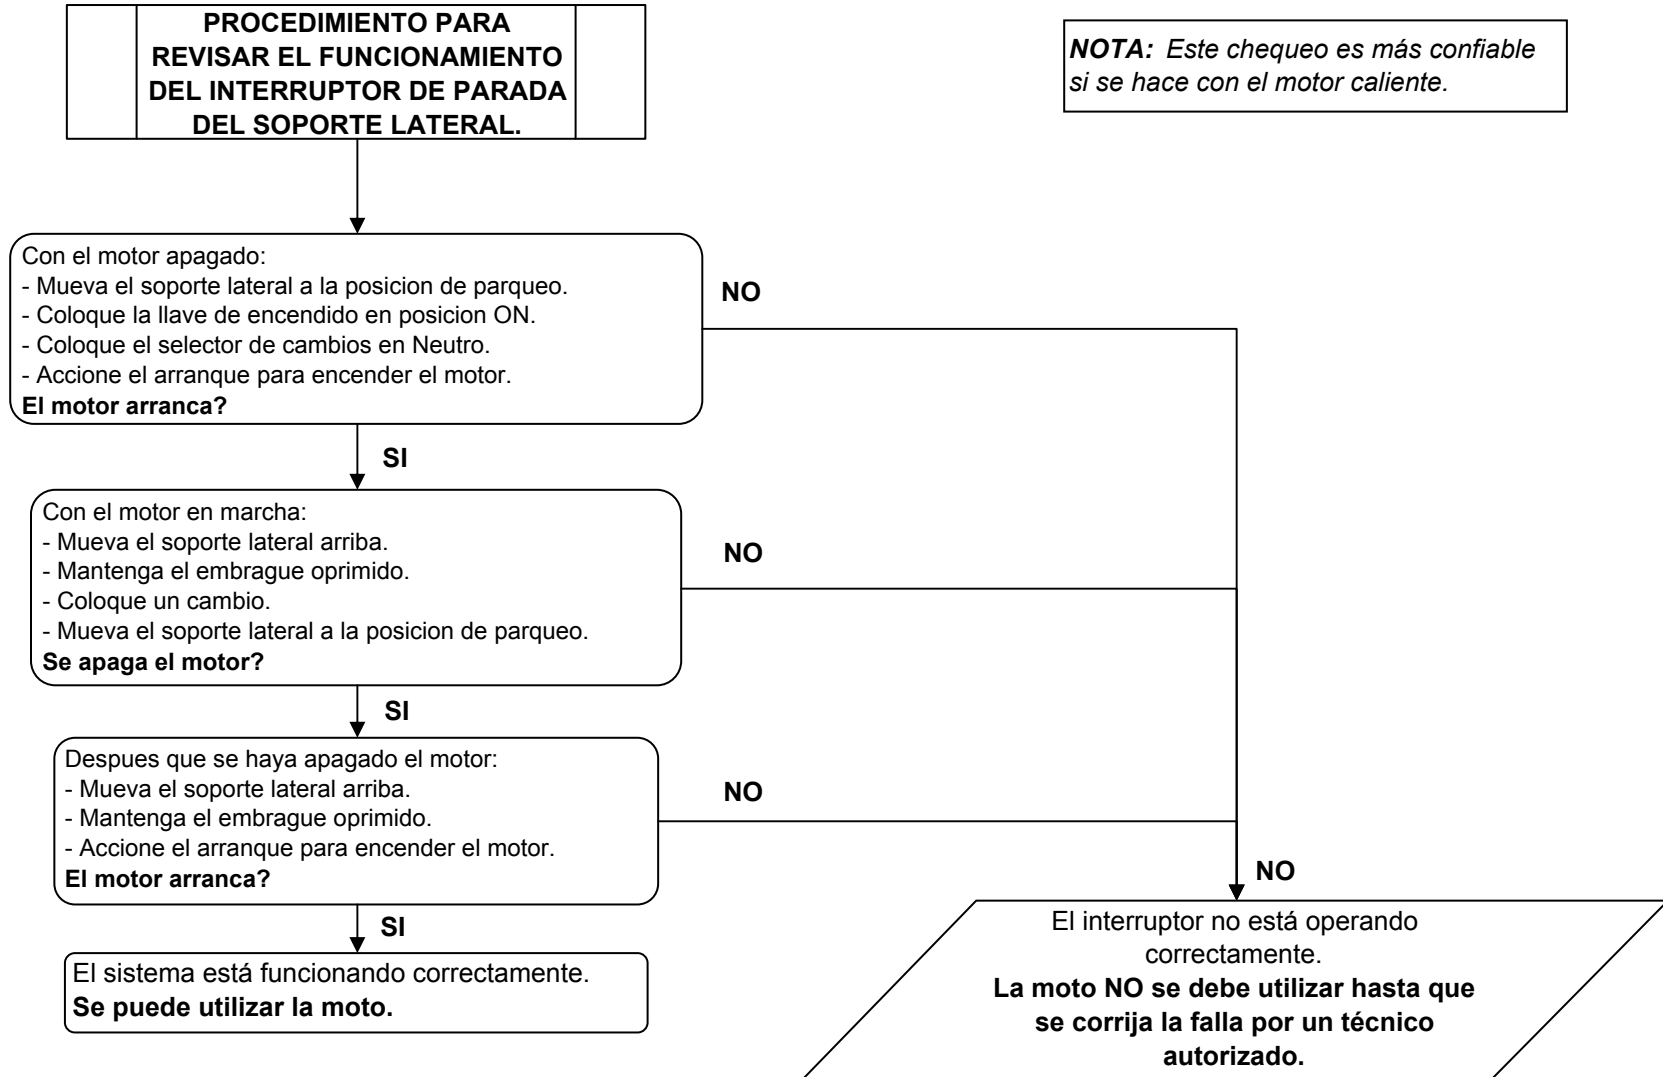 PROCEDIMIENTO PARA
REVISAR EL FUNCIONAMIENTO
DEL INTERRUPTOR DE PARADA
DEL SOPORTE LATERAL.
NOTA: Este chequeo es más confiable
si se hace con el motor caliente.
Con el motor apagado:
- Mueva el soporte lateral a la posicion de parqueo.
- Coloque la llave de encendido en posicion ON.
- Coloque el selector de cambios en Neutro.
- Accione el arranque para encender el motor.
El motor arranca?
NO
SI
Con el motor en marcha:
- Mueva el soporte lateral arriba.
- Mantenga el embrague oprimido.
- Coloque un cambio.
- Mueva el soporte lateral a la posicion de parqueo.
Se apaga el motor?
NO
SI
Despues que se haya apagado el motor:
- Mueva el soporte lateral arriba.
- Mantenga el embrague oprimido.
- Accione el arranque para encender el motor.
El motor arranca?
NO
SI
El sistema está funcionando correctamente.
Se puede utilizar la moto.
NO
El interruptor no está operando
correctamente.
La moto NO se debe utilizar hasta que
se corrija la falla por un técnico
autorizado.